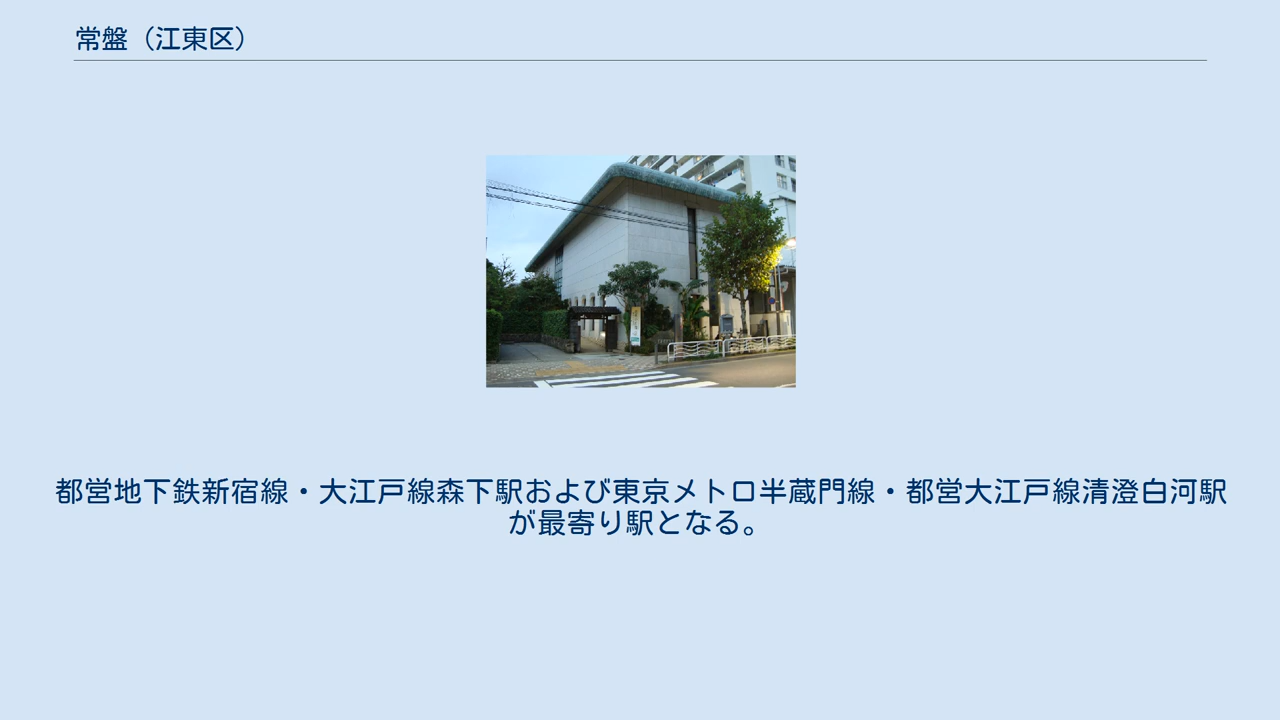 常盤（江東区）
都営地下鉄新宿線・大江戸線森下駅および東京メトロ半蔵門線・都営大江戸線清澄白河駅
が最寄り駅となる。